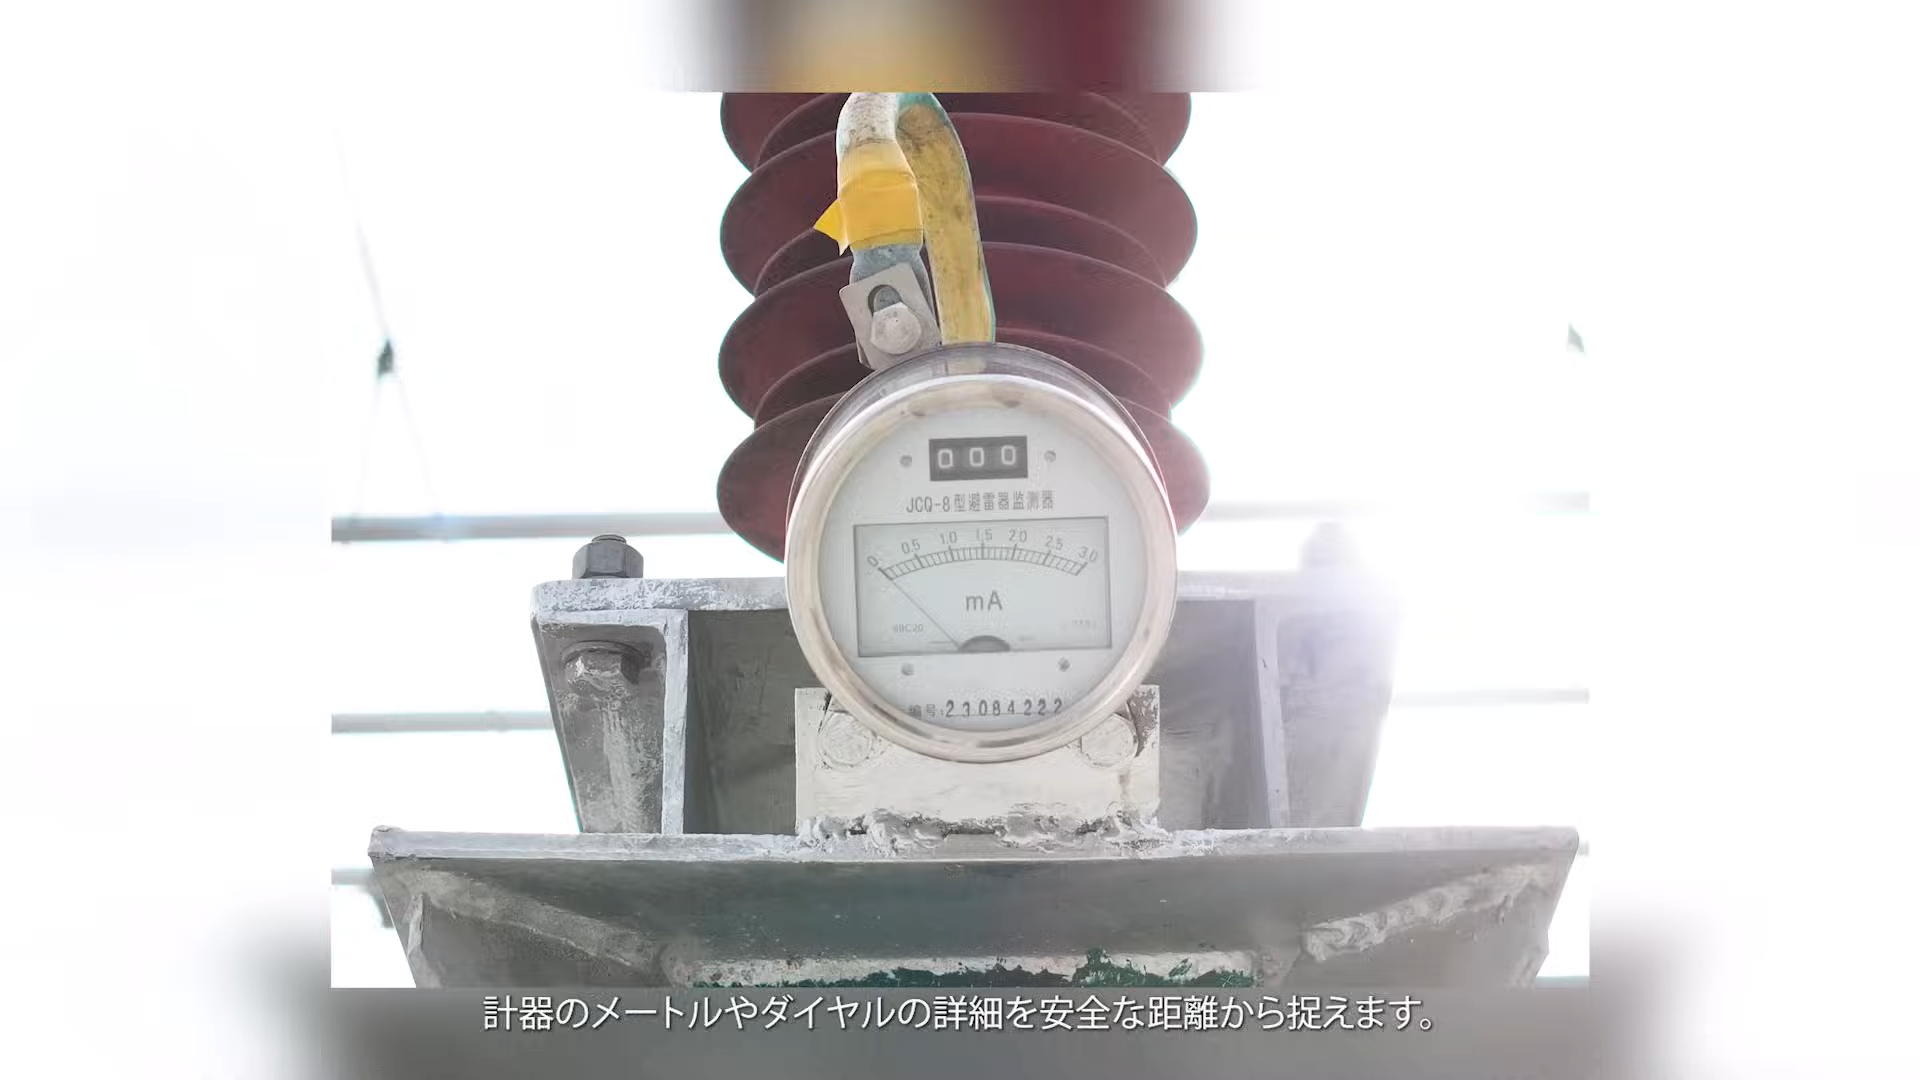 000
JCQ-8型避雷器监测器
0 0.5 1.0 1.5 2.0 2.5 3.0
mA
编号:23084222
計器のメートルやダイヤルの詳細を安全な距離から捉えます。